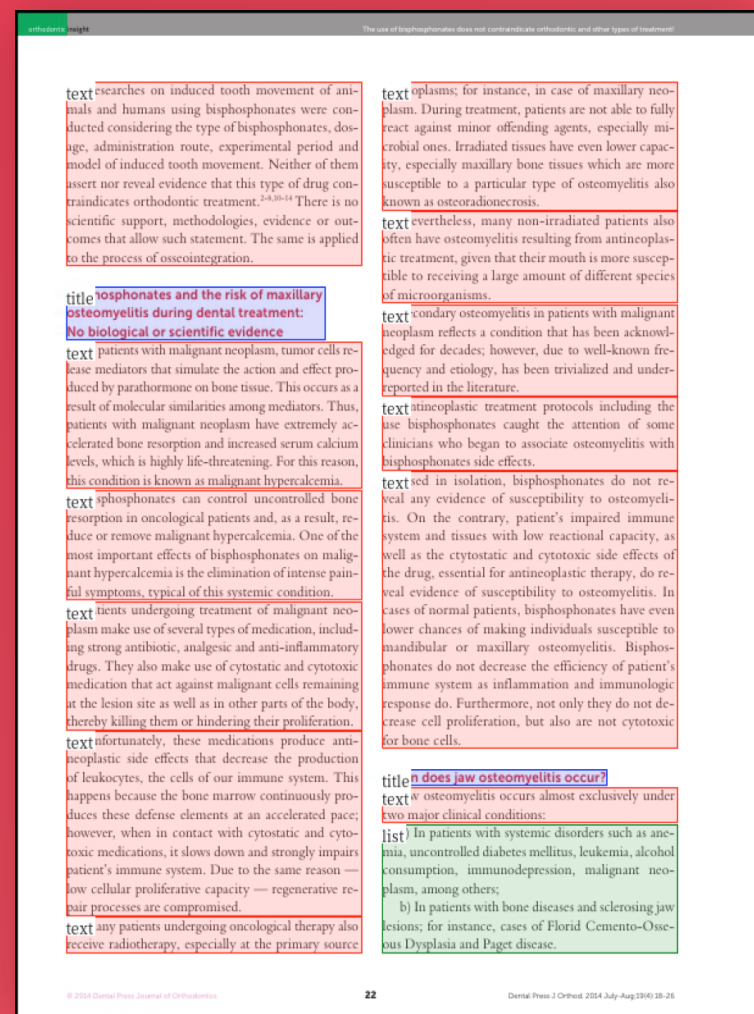 orthodontic insight
The use of bisphosphonates does not contraindicate orthodontic and other types of treatment!
text esearches on induced tooth movement of ani-
mals and humans using bisphosphonates were con-
ducted considering the type of bisphosphonates, dos-
age, administration route, experimental period and
model of induced tooth movement. Neither of them
assert nor reveal evidence that this type of drug con-
traindicates orthodontic treatment.2-8,10-14 There is no
scientific support, methodologies, evidence or out-
comes that allow such statement. The same is applied
to the process of osseointegration.
title hosphonates and the risk of maxillary
osteomyelitis during dental treatment:
No biological or scientific evidence
text patients with malignant neoplasm, tumor cells re-
lease mediators that simulate the action and effect pro-
duced by parathormone on bone tissue. This occurs as a
result of molecular similarities among mediators. Thus,
patients with malignant neoplasm have extremely ac-
celerated bone resorption and increased serum calcium
levels, which is highly life-threatening. For this reason,
this condition is known as malignant hypercalcemia.
text sphosphonates can control uncontrolled bone
resorption in oncological patients and, as a result, re-
duce or remove malignant hypercalcemia. One of the
most important effects of bisphosphonates on malig-
nant hypercalcemia is the elimination of intense pain-
ful symptoms, typical of this systemic condition.
text tients undergoing treatment of malignant neo-
plasm make use of several types of medication, includ-
ing strong antibiotic, analgesic and anti-inflammatory
drugs. They also make use of cytostatic and cytotoxic
medication that act against malignant cells remaining
at the lesion site as well as in other parts of the body,
thereby killing them or hindering their proliferation.
text nfortunately, these medications produce anti-
neoplastic side effects that decrease the production
of leukocytes, the cells of our immune system. This
happens because the bone marrow continuously pro-
duces these defense elements at an accelerated pace;
however, when in contact with cytostatic and cyto-
toxic medications, it slows down and strongly impairs
patient's immune system. Due to the same reason —
low cellular proliferative capacity — regenerative re-
pair processes are compromised.
text any patients undergoing oncological therapy also
receive radiotherapy, especially at the primary source
text oplasms; for instance, in case of maxillary neo-
plasm. During treatment, patients are not able to fully
react against minor offending agents, especially mi-
crobial ones. Irradiated tissues have even lower capac-
ity, especially maxillary bone tissues which are more
susceptible to a particular type of osteomyelitis also
known as osteoradionecrosis.
text evertheless, many non-irradiated patients also
often have osteomyelitis resulting from antineoplas-
tic treatment, given that their mouth is more suscep-
tible to receiving a large amount of different species
of microorganisms.
text condary osteomyelitis in patients with malignant
neoplasm reflects a condition that has been acknowl-
edged for decades; however, due to well-known fre-
quency and etiology, has been trivialized and under-
reported in the literature.
text ntineoplastic treatment protocols including the
use bisphosphonates caught the attention of some
clinicians who began to associate osteomyelitis with
bisphosphonates side effects.
text sed in isolation, bisphosphonates do not re-
veal any evidence of susceptibility to osteomyeli-
tis. On the contrary, patient's impaired immune
system and tissues with low reactional capacity, as
well as the ctytostatic and cytotoxic side effects of
the drug, essential for antineoplastic therapy, do re-
veal evidence of susceptibility to osteomyelitis. In
cases of normal patients, bisphosphonates have even
lower chances of making individuals susceptible to
mandibular or maxillary osteomyelitis. Bisphos-
phonates do not decrease the efficiency of patient's
immune system as inflammation and immunologic
response do. Furthermore, not only they do not de-
crease cell proliferation, but also are not cytotoxic
for bone cells.
title n does jaw osteomyelitis occur?
text w osteomyelitis occurs almost exclusively under
two major clinical conditions:
list ) In patients with systemic disorders such as ane-
mia, uncontrolled diabetes mellitus, leukemia, alcohol
consumption, immunodepression, malignant neo-
plasm, among others;
b) In patients with bone diseases and sclerosing jaw
lesions; for instance, cases of Florid Cemento-Osse-
ous Dysplasia and Paget disease.
© 2014 Dental Press Journal of Orthodontics
22
Dental Press J Orthod. 2014 July-Aug;19(4):18-26